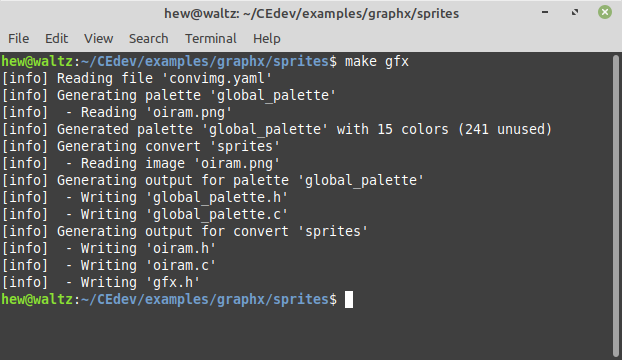 hew@waltz: ~/CEdev/examples/graphx/sprites
File Edit View Search Terminal Help
hew@waltz:~/CEdev/examples/graphx/sprites$ make gfx
[info] Reading file 'convimg.yaml'
[info] Generating palette 'global_palette'
[info]  - Reading 'oiram.png'
[info] Generated palette 'global_palette' with 15 colors (241 unused)
[info] Generating convert 'sprites'
[info]  - Reading image 'oiram.png'
[info] Generating output for palette 'global_palette'
[info]  - Writing 'global_palette.h'
[info]  - Writing 'global_palette.c'
[info] Generating output for convert 'sprites'
[info]  - Writing 'oiram.h'
[info]  - Writing 'oiram.c'
[info]  - Writing 'gfx.h'
hew@waltz:~/CEdev/examples/graphx/sprites$